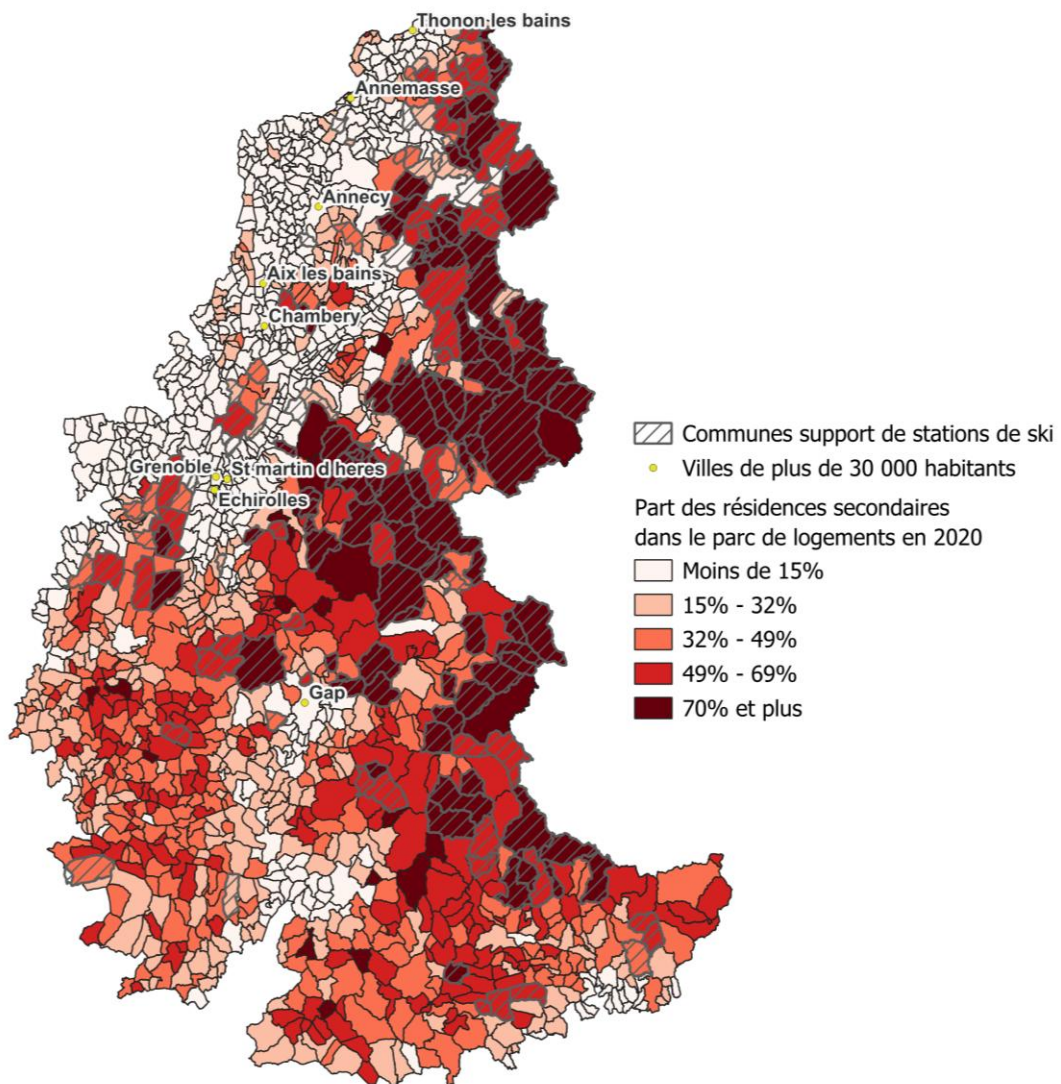 Thonon les bains
Annemasse
Annecy
Aix les bains
Chambery
Grenoble
St martin d heres
Echirolles
Gap
Communes support de stations de ski
Villes de plus de 30 000 habitants
Part des résidences secondaires
dans le parc de logements en 2020
Moins de 15%
15% - 32%
32% - 49%
49% - 69%
70% et plus